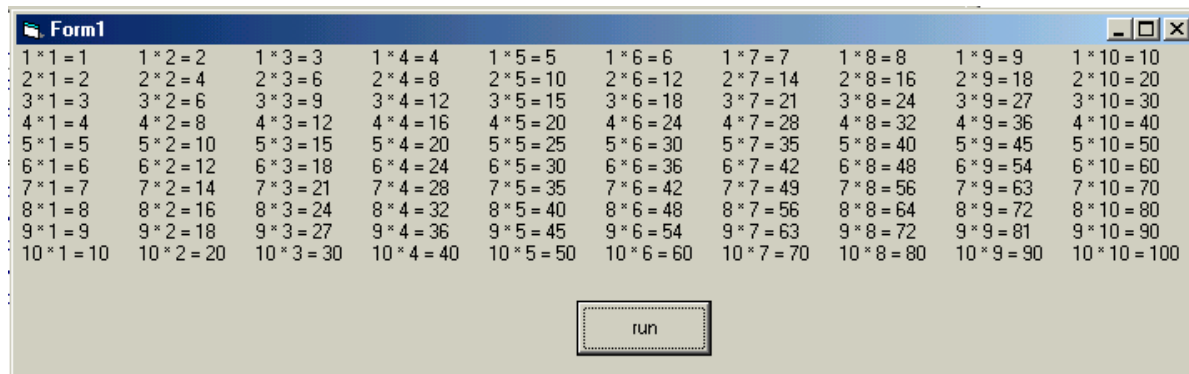 Form1
1 * 1 = 1 1 * 2 = 2 1 * 3 = 3 1 * 4 = 4 1 * 5 = 5 1 * 6 = 6 1 * 7 = 7 1 * 8 = 8 1 * 9 = 9 1 * 10 = 10
2 * 1 = 2 2 * 2 = 4 2 * 3 = 6 2 * 4 = 8 2 * 5 = 10 2 * 6 = 12 2 * 7 = 14 2 * 8 = 16 2 * 9 = 18 2 * 10 = 20
3 * 1 = 3 3 * 2 = 6 3 * 3 = 9 3 * 4 = 12 3 * 5 = 15 3 * 6 = 18 3 * 7 = 21 3 * 8 = 24 3 * 9 = 27 3 * 10 = 30
4 * 1 = 4 4 * 2 = 8 4 * 3 = 12 4 * 4 = 16 4 * 5 = 20 4 * 6 = 24 4 * 7 = 28 4 * 8 = 32 4 * 9 = 36 4 * 10 = 40
5 * 1 = 5 5 * 2 = 10 5 * 3 = 15 5 * 4 = 20 5 * 5 = 25 5 * 6 = 30 5 * 7 = 35 5 * 8 = 40 5 * 9 = 45 5 * 10 = 50
6 * 1 = 6 6 * 2 = 12 6 * 3 = 18 6 * 4 = 24 6 * 5 = 30 6 * 6 = 36 6 * 7 = 42 6 * 8 = 48 6 * 9 = 54 6 * 10 = 60
7 * 1 = 7 7 * 2 = 14 7 * 3 = 21 7 * 4 = 28 7 * 5 = 35 7 * 6 = 42 7 * 7 = 49 7 * 8 = 56 7 * 9 = 63 7 * 10 = 70
8 * 1 = 8 8 * 2 = 16 8 * 3 = 24 8 * 4 = 32 8 * 5 = 40 8 * 6 = 48 8 * 7 = 56 8 * 8 = 64 8 * 9 = 72 8 * 10 = 80
9 * 1 = 9 9 * 2 = 18 9 * 3 = 27 9 * 4 = 36 9 * 5 = 45 9 * 6 = 54 9 * 7 = 63 9 * 8 = 72 9 * 9 = 81 9 * 10 = 90
10 * 1 = 10 10 * 2 = 20 10 * 3 = 30 10 * 4 = 40 10 * 5 = 50 10 * 6 = 60 10 * 7 = 70 10 * 8 = 80 10 * 9 = 90 10 * 10 = 100
run